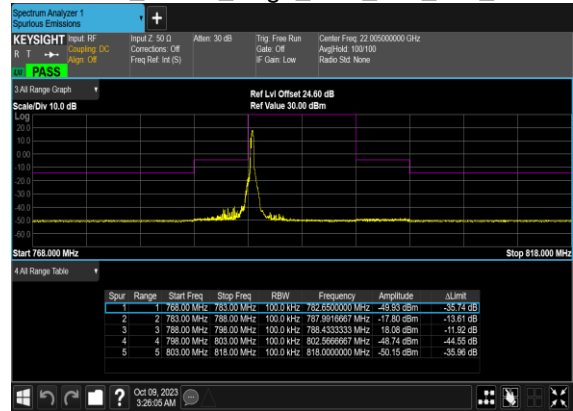 Spectrum Analyzer 1
Spurious Emissions
+
KEYSIGHT Input: RF Input Z: 50 Ω Atten: 30 dB Trig: Free Run Center Freq: 22.005000000 GHz
R T Coupling: DC Corrections: Off Gate: Off Avg|Hold: 100/100
Align: Off Freq Ref: Int (S) IF Gain: Low Radio Std: None
PASS
3 All Range Graph
Ref Lvl Offset 24.60 dB
Scale/Div 10.0 dB Ref Value 30.00 dBm
Log
20.0
10.0
0.00
-10.0
-20.0
-30.0
-40.0
-50.0
-60.0
Start 768.000 MHz Stop 818.000 MHz
4 All Range Table
Spur Range Start Freq Stop Freq RBW Frequency Amplitude ΔLimit
1 1 768.00 MHz 783.00 MHz 100.0 kHz 782.6500000 MHz -49.93 dBm -35.74 dB
2 2 783.00 MHz 788.00 MHz 100.0 kHz 787.9916667 MHz -17.80 dBm -13.61 dB
3 3 788.00 MHz 798.00 MHz 100.0 kHz 788.4333333 MHz 18.08 dBm -11.92 dB
4 4 798.00 MHz 803.00 MHz 100.0 kHz 802.5666667 MHz -48.74 dBm -44.55 dB
5 5 803.00 MHz 818.00 MHz 100.0 kHz 818.0000000 MHz -50.15 dBm -35.96 dB
?
Oct 09, 2023
3:26:05 AM